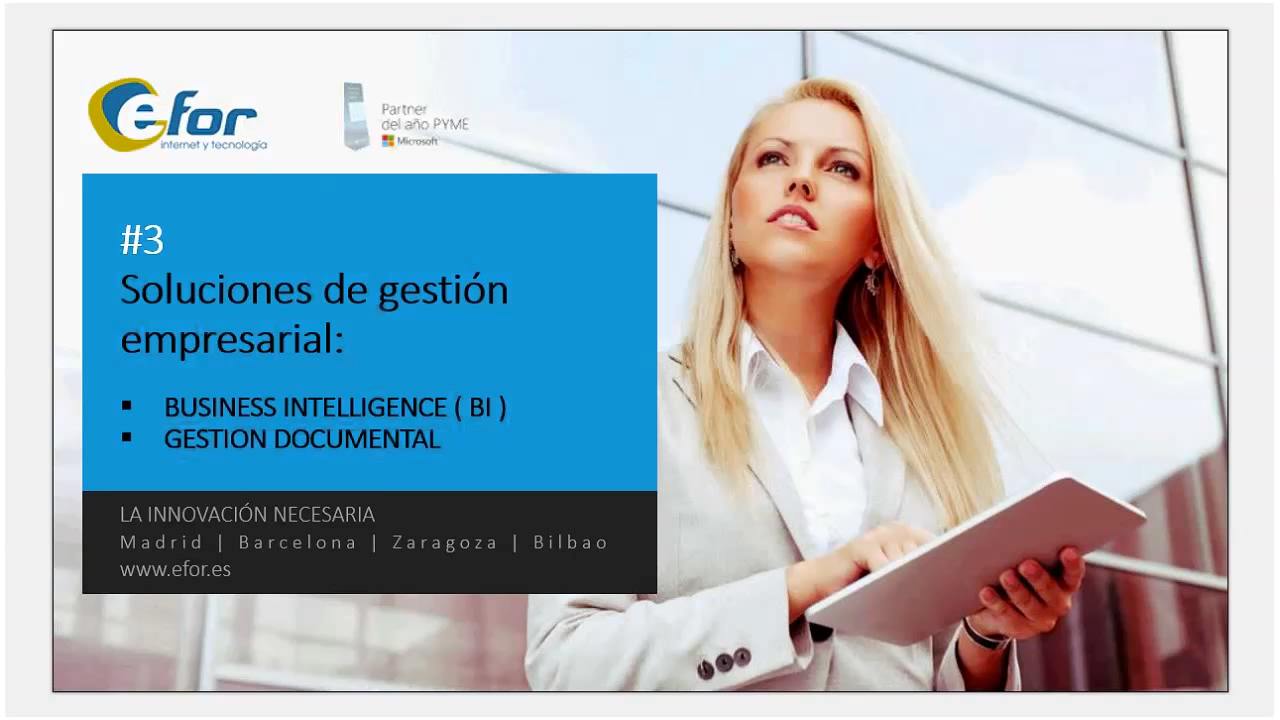 efor
internet y tecnología
Partner
del año PYME
Microsoft
#3
Soluciones de gestión
empresarial:
▪ BUSINESS INTELLIGENCE ( BI )
▪ GESTION DOCUMENTAL
LA INNOVACIÓN NECESARIA
Madrid | Barcelona | Zaragoza | Bilbao
www.efor.es